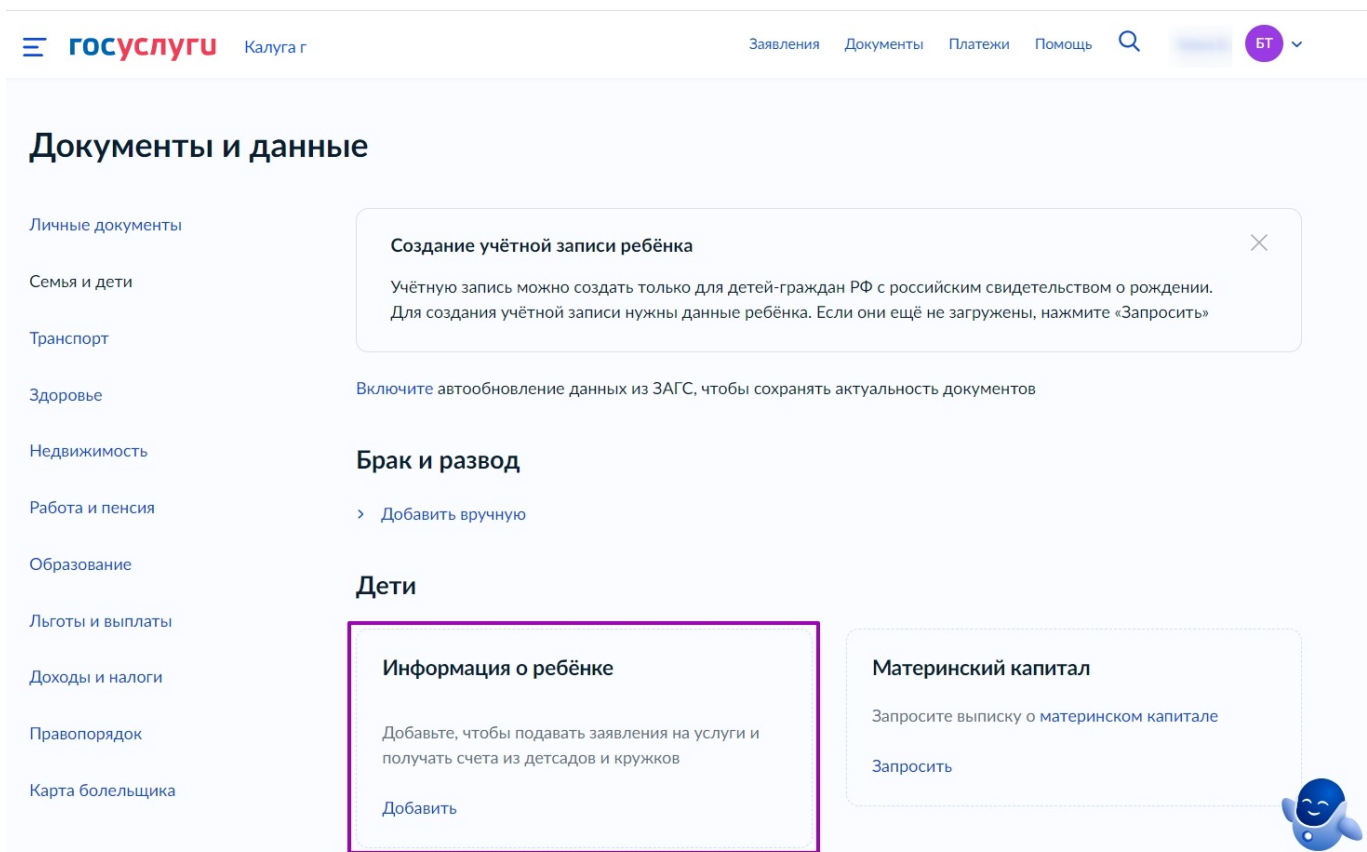 госуслуги Калуга г Заявления Документы Платежи Помощь БТ
Документы и данные
Личные документы
Семья и дети
Транспорт
Здоровье
Недвижимость
Работа и пенсия
Образование
Льготы и выплаты
Доходы и налоги
Правопорядок
Карта болельщика
Создание учётной записи ребёнка
Учётную запись можно создать только для детей-граждан РФ с российским свидетельством о рождении.
Для создания учётной записи нужны данные ребёнка. Если они ещё не загружены, нажмите «Запросить»
Включите автообновление данных из ЗАГС, чтобы сохранять актуальность документов
Брак и развод
Добавить вручную
Дети
Информация о ребёнке
Добавьте, чтобы подавать заявления на услуги и
получать счета из детсадов и кружков
Добавить
Материнский капитал
Запросите выписку о материнском капитале
Запросить